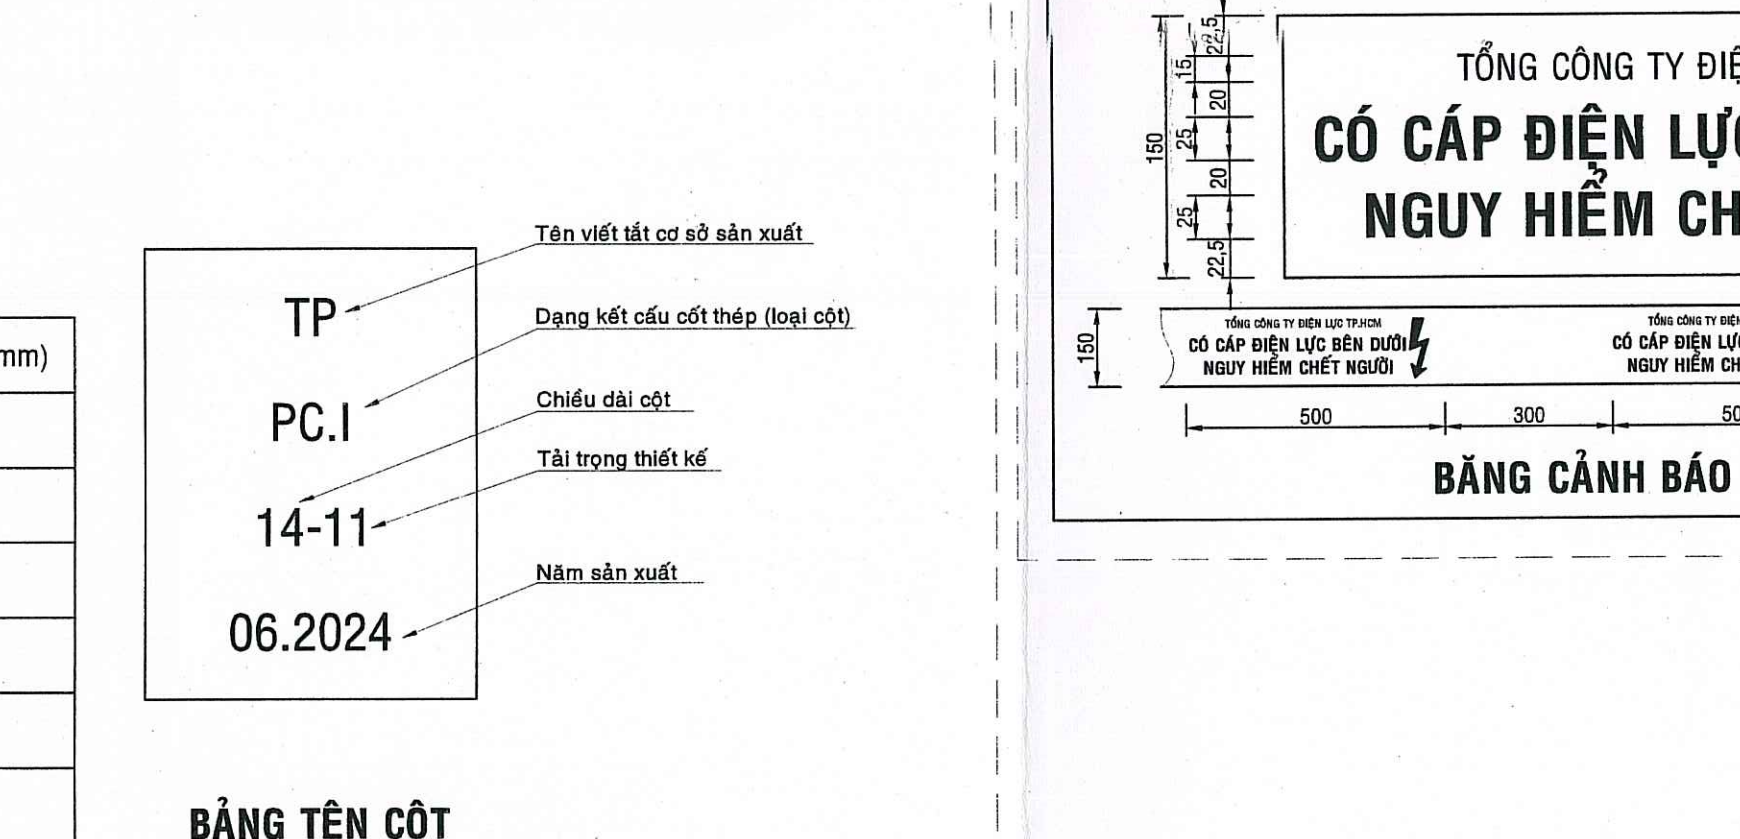 mm)
TP
PC.I
14-11
06.2024
Tên viết tắt cơ sở sản xuất
Dạng kết cấu cốt thép (loại cột)
Chiều dài cột
Tải trọng thiết kế
Năm sản xuất
BẢNG TÊN CỘT
150
22,5
15
20
25
20
25
22,5
TỔNG CÔNG TY ĐIỆ
CÓ CÁP ĐIỆN LỰC
NGUY HIỂM CH
150
TỔNG CÔNG TY ĐIỆN LỰC TP.HCM
CÓ CÁP ĐIỆN LỰC BÊN DƯỚI
NGUY HIỂM CHẾT NGƯỜI
TỔNG CÔNG TY ĐIỆN
CÓ CÁP ĐIỆN LỰC
NGUY HIỂM CH
500
300
50
BĂNG CẢNH BÁO